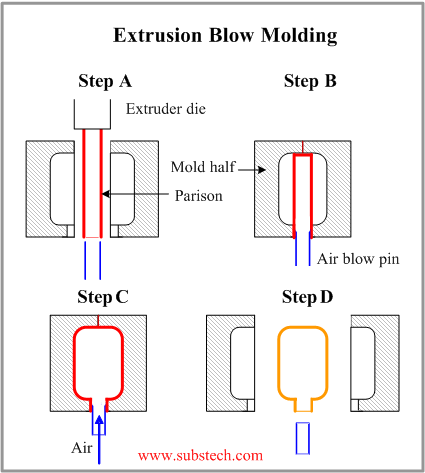 Extrusion Blow Molding
Step A
Step B
Extruder die
Mold half
Parison
Air blow pin
Step C
Step D
Air
www.substech.com